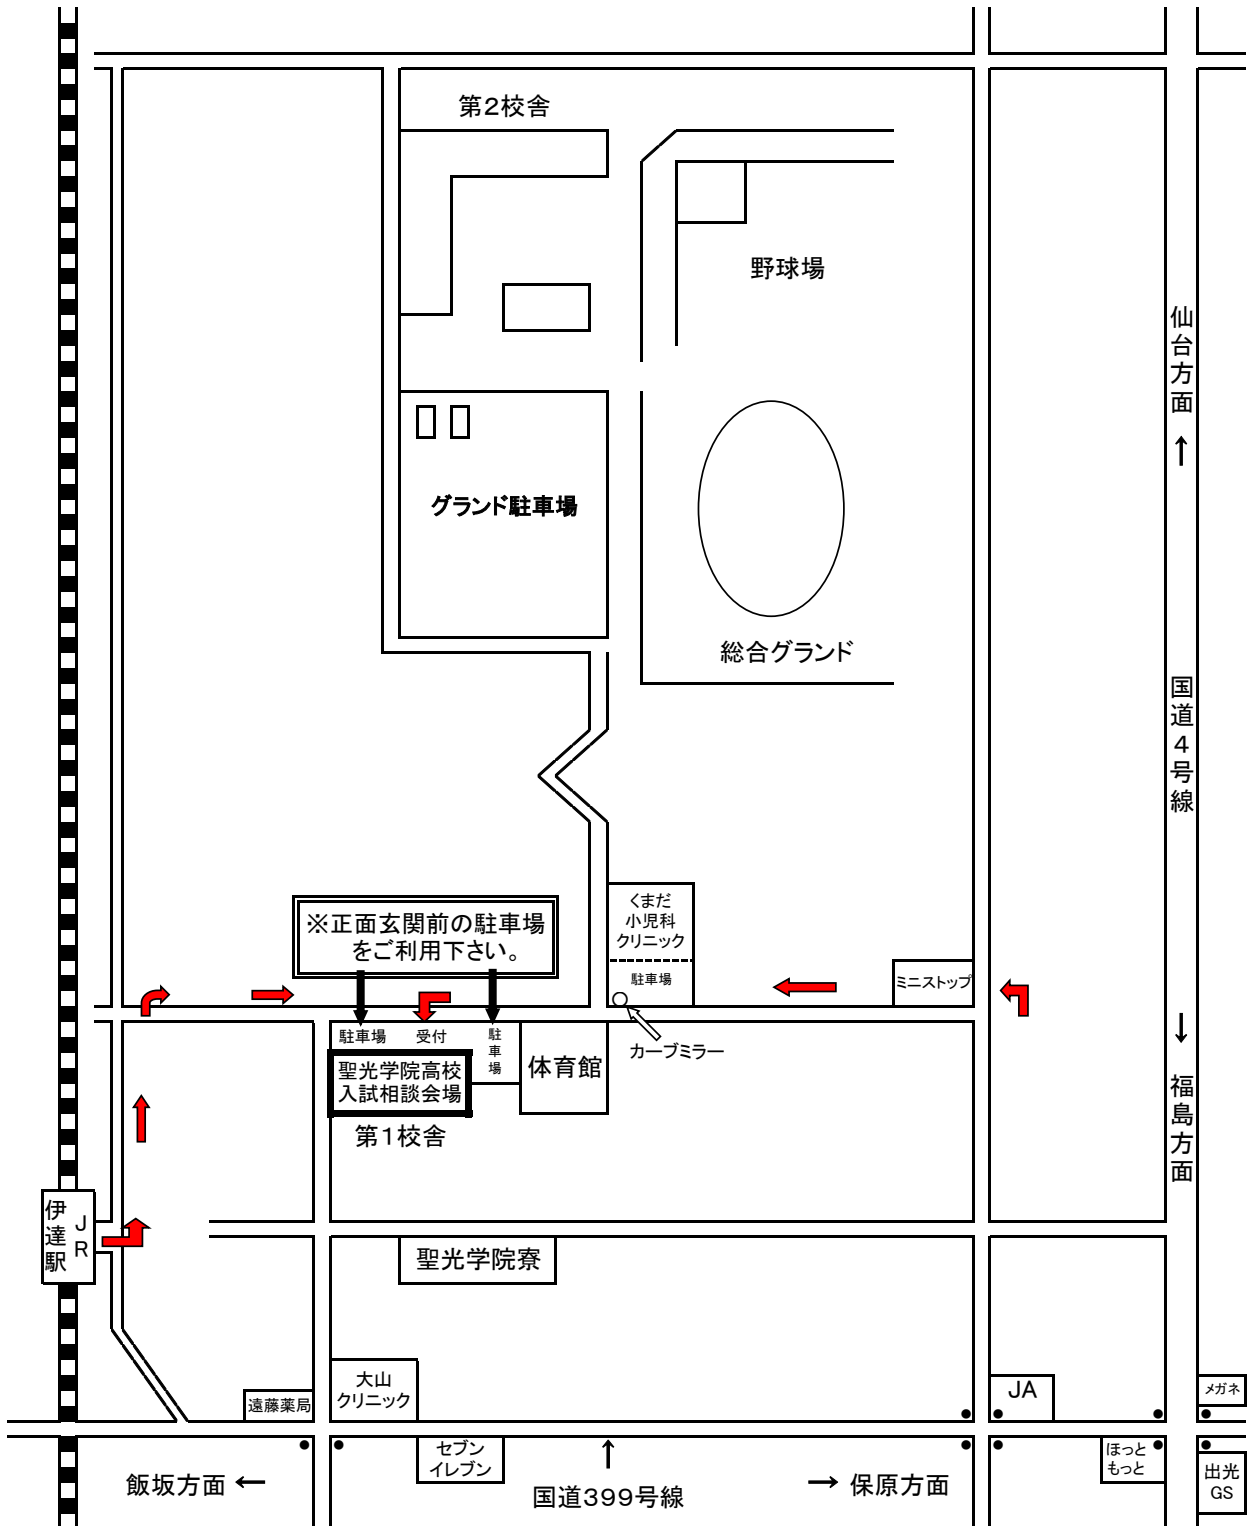 第2校舎
野球場
仙台方面
↑
グランド駐車場
総合グランド
国道4号線
※正面玄関前の駐車場
をご利用下さい。
くまだ
小児科
クリニック
駐車場
ミニストップ
駐車場
受付
駐車場
体育館
カーブミラー
聖光学院高校
入試相談会場
第1校舎
↓
福島方面
JR
伊達駅
聖光学院寮
遠藤薬局
大山
クリニック
JA
メガネ
セブン
イレブン
↑
国道399号線
飯坂方面 ←
→ 保原方面
ほっと
もっと
出光
GS